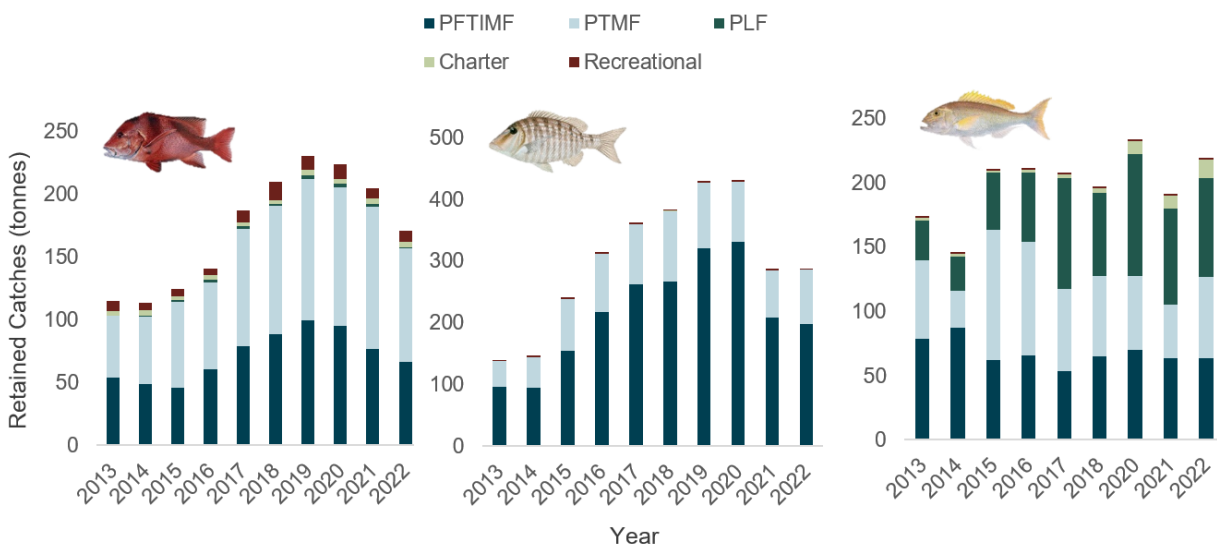 PFTIMF PTMF PLF
Charter Recreational
Retained Catches (tonnes)
250
200
150
100
50
0
2013 2014 2015 2016 2017 2018 2019 2020 2021 2022
500
400
300
200
100
0
2013 2014 2015 2016 2017 2018 2019 2020 2021 2022
250
200
150
100
50
0
2013 2014 2015 2016 2017 2018 2020 2021 2022
Year